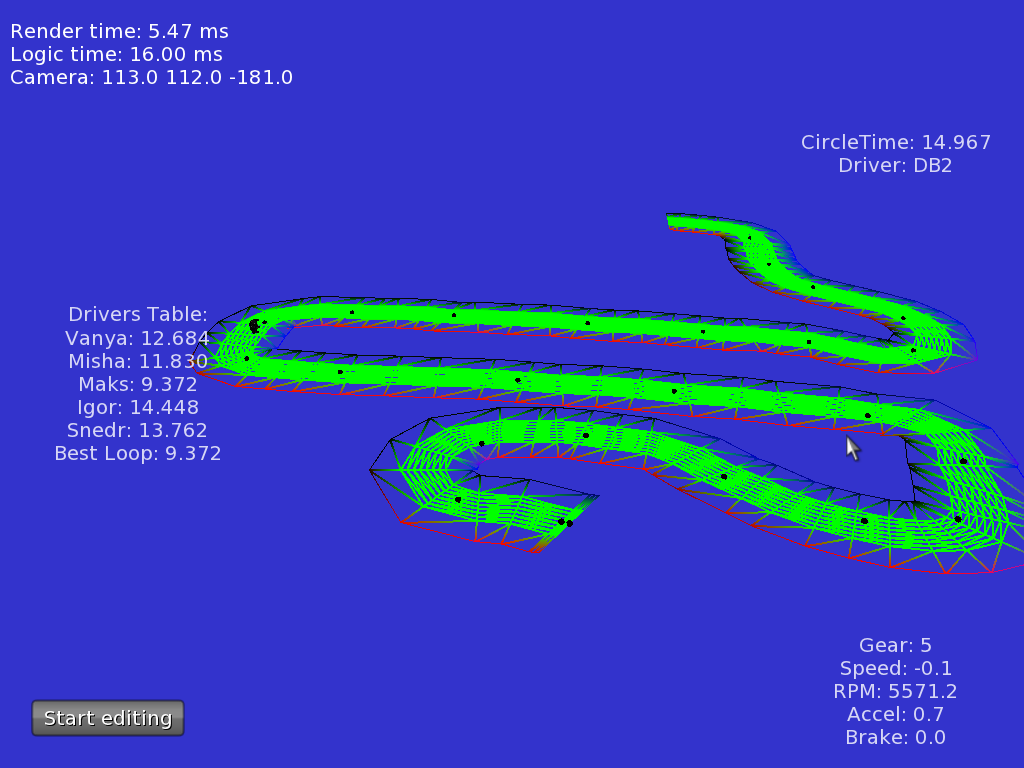 Render time: 5.47 ms
Logic time: 16.00 ms
Camera: 113.0 112.0 -181.0
CircleTime: 14.967
Driver: DB2
Drivers Table:
Vanya: 12.684
Misha: 11.830
Maks: 9.372
Igor: 14.448
Snedr: 13.762
Best Loop: 9.372
Gear: 5
Speed: -0.1
RPM: 5571.2
Accel: 0.7
Brake: 0.0
Start editing